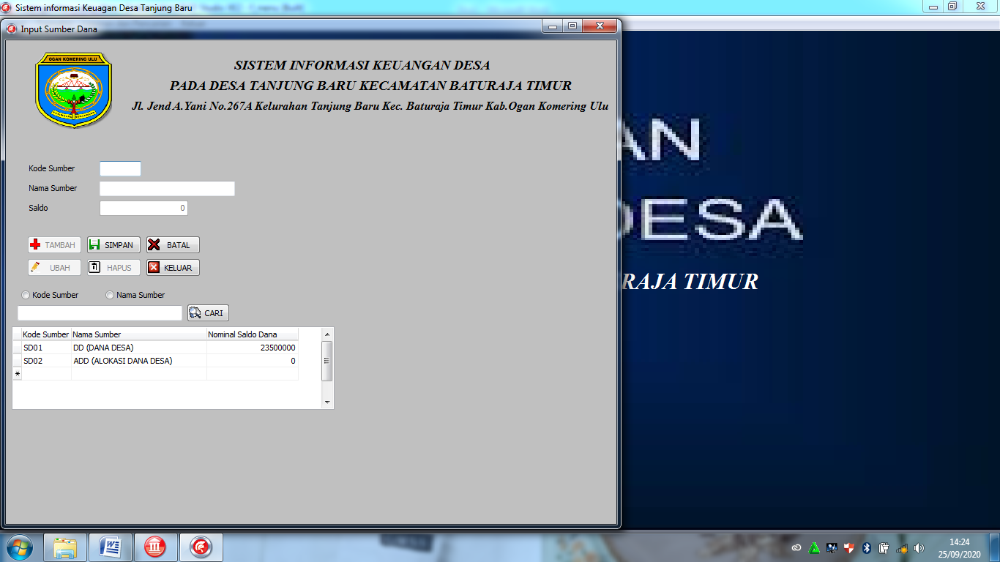 Sistem informasi Keuagan Desa Tanjung Baru
Input Sumber Dana
OGAN KOMERING ULU
SISTEM INFORMASI KEUANGAN DESA
PADA DESA TANJUNG BARU KECAMATAN BATURAJA TIMUR
Jl. Jend A.Yani No.267A Kelurahan Tanjung Baru Kec. Baturaja Timur Kab.Ogan Komering Ulu
AN
DESA
RAJA TIMUR
Kode Sumber
Nama Sumber
Saldo 0
TAMBAH SIMPAN BATAL
UBAH HAPUS KELUAR
Kode Sumber Nama Sumber
CARI
Kode Sumber Nama Sumber Nominal Saldo Dana
SD01 DD (DANA DESA) 23500000
SD02 ADD (ALOKASI DANA DESA) 0
*
14:24
25/09/2020